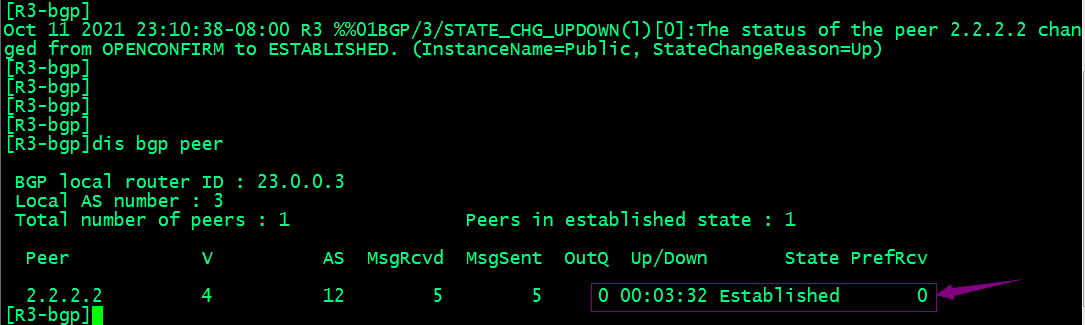 [R3-bgp]
Oct 11 2021 23:10:38-08:00 R3 %%01BGP/3/STATE_CHG_UPDOWN(l)[0]:The status of the peer 2.2.2.2 chan
ged from OPENCONFIRM to ESTABLISHED. (InstanceName=Public, StateChangeReason=Up)
[R3-bgp]
[R3-bgp]
[R3-bgp]
[R3-bgp]
[R3-bgp]dis bgp peer
BGP local router ID : 23.0.0.3
Local AS number : 3
Total number of peers : 1 Peers in established state : 1
Peer V AS MsgRcvd MsgSent OutQ Up/Down State PrefRcv
2.2.2.2 4 12 5 5 0 00:03:32 Established 0
[R3-bgp]